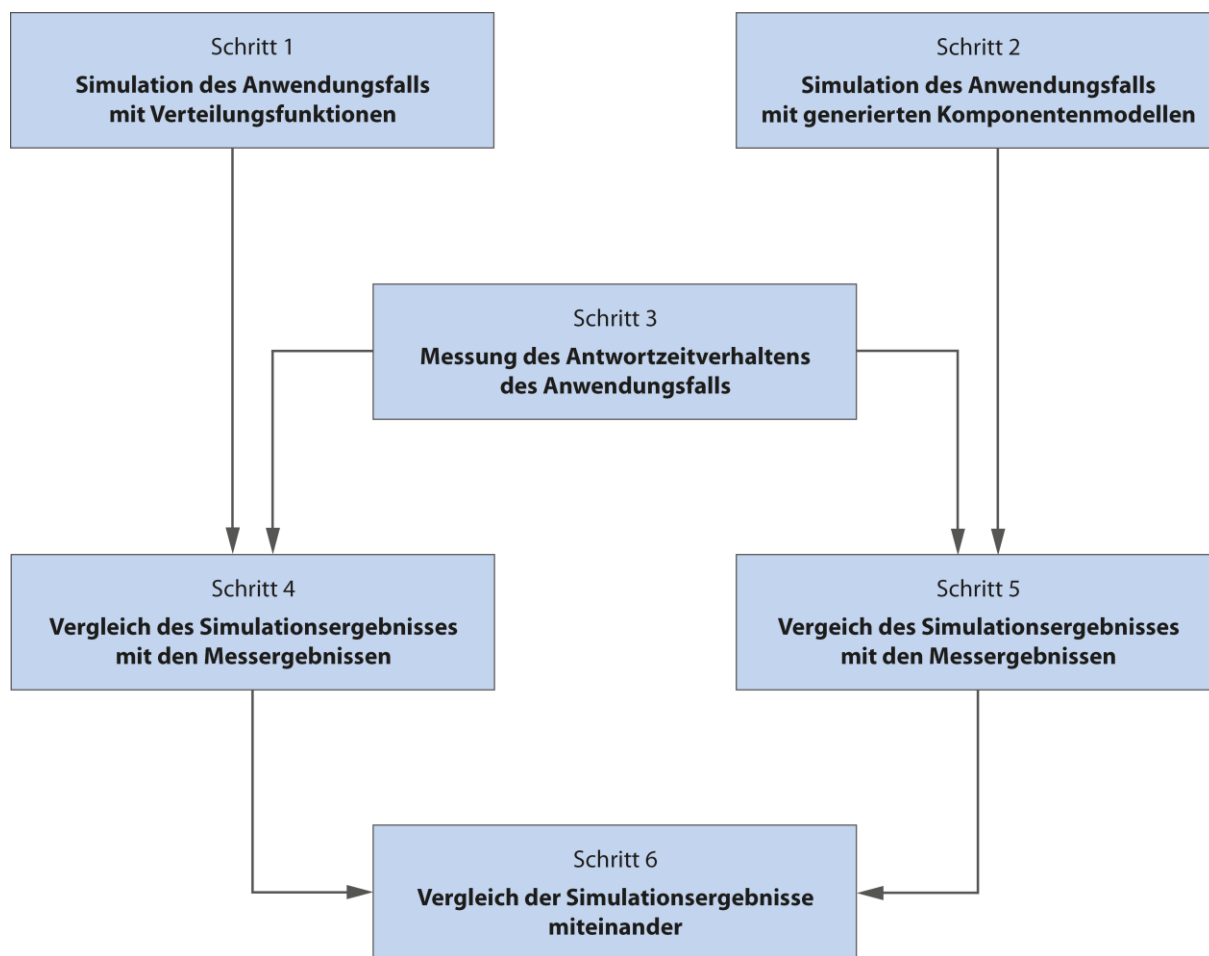 Schritt 1
Simulation des Anwendungsfalls
mit Verteilungsfunktionen
Schritt 2
Simulation des Anwendungsfalls
mit generierten Komponentenmodellen
Schritt 3
Messung des Antwortzeitverhaltens
des Anwendungsfalls
Schritt 4
Vergleich des Simulationsergebnisses
mit den Messergebnissen
Schritt 5
Vergeich des Simulationsergebnisses
mit den Messergebnissen
Schritt 6
Vergleich der Simulationsergebnisse
miteinander